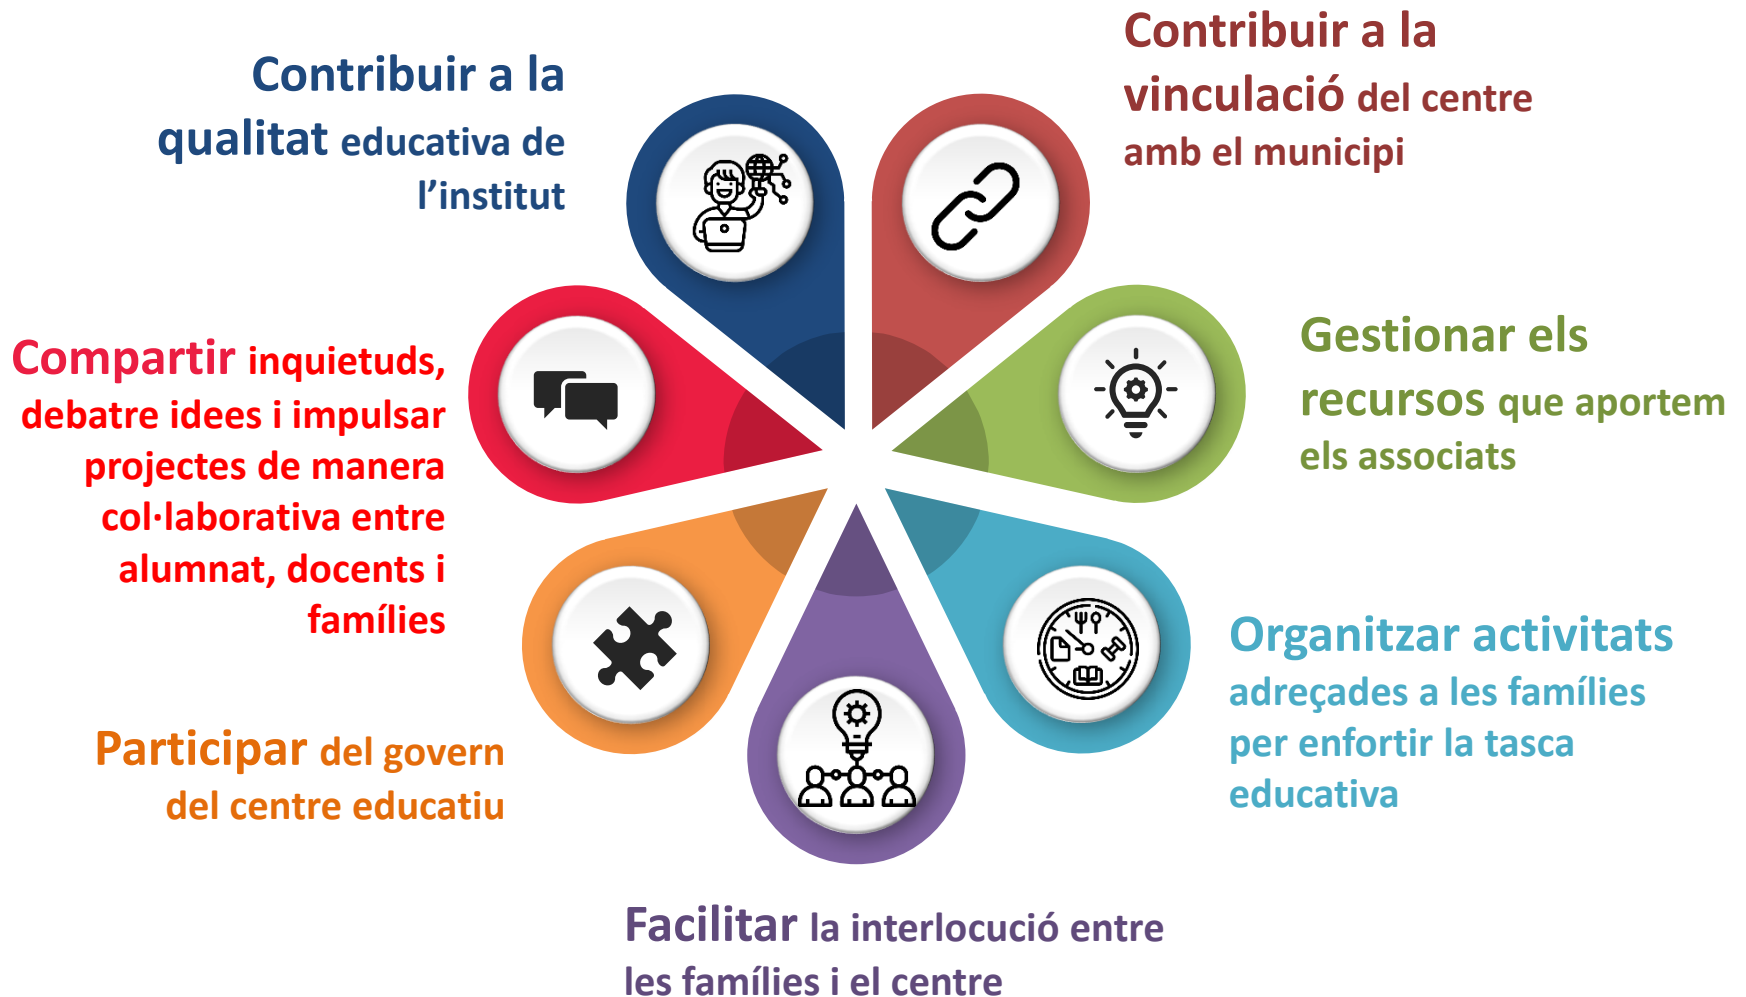 Contribuir a la
qualitat educativa de
l’institut
Contribuir a la
vinculació del centre
amb el municipi
Gestionar els
recursos que aportem
els associats
Organitzar activitats
adreçades a les famílies
per enfortir la tasca
educativa
Facilitar la interlocució entre
les famílies i el centre
Participar del govern
del centre educatiu
Compartir inquietuds,
debatre idees i impulsar
projectes de manera
col·laborativa entre
alumnat, docents i
famílies